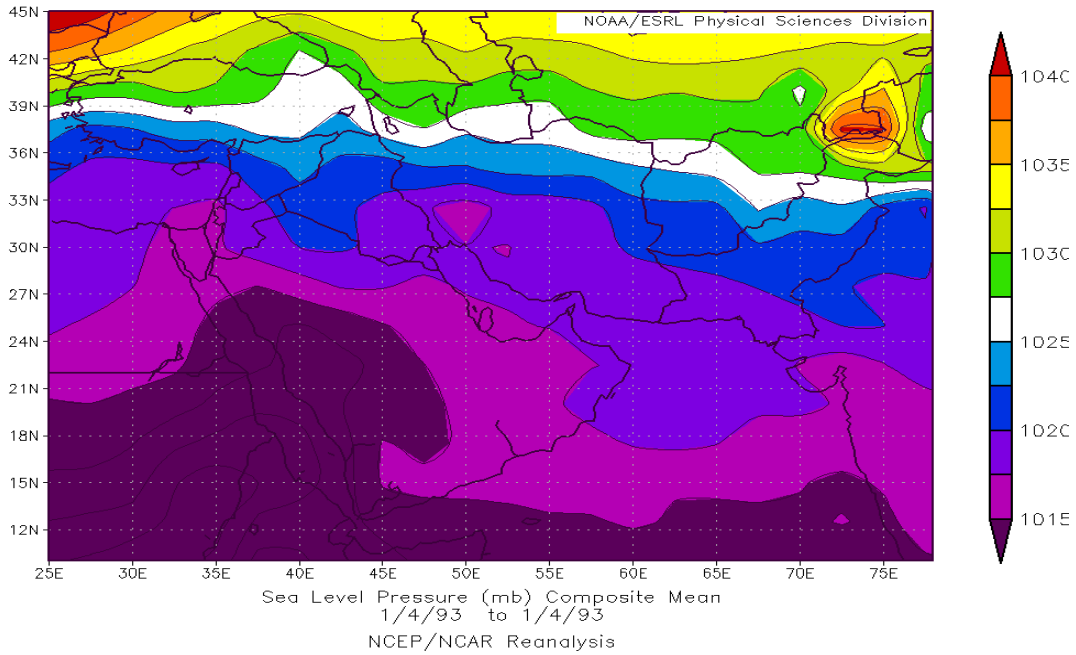 NOAA/ESRL Physical Sciences Division
45N
42N
39N
36N
33N
30N
27N
24N
21N
18N
15N
12N
25E 30E 35E 40E 45E 50E 55E 60E 65E 70E 75E
1040
1035
1030
1025
1020
1015
Sea Level Pressure (mb) Composite Mean
1/4/93 to 1/4/93
NCEP/NCAR Reanalysis